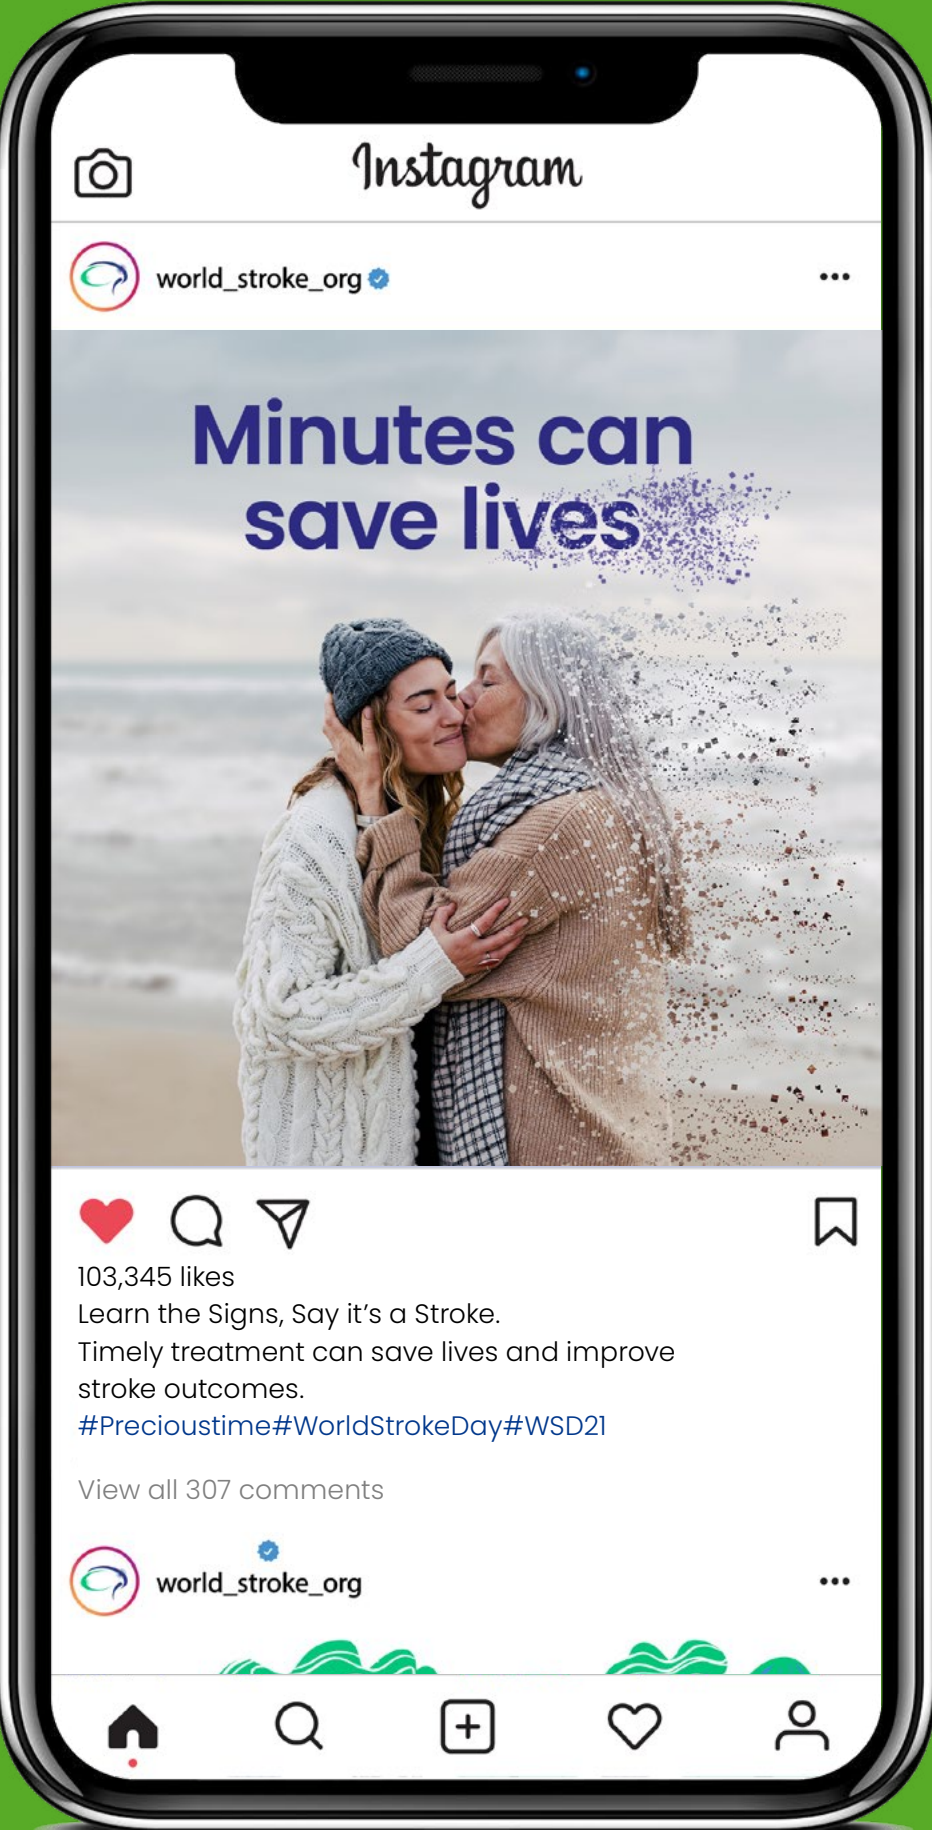 Instagram
world_stroke_org
Minutes can
save lives
103,345 likes
Learn the Signs, Say it’s a Stroke.
Timely treatment can save lives and improve
stroke outcomes.
#Precioustime#WorldStrokeDay#WSD21
View all 307 comments
world_stroke_org